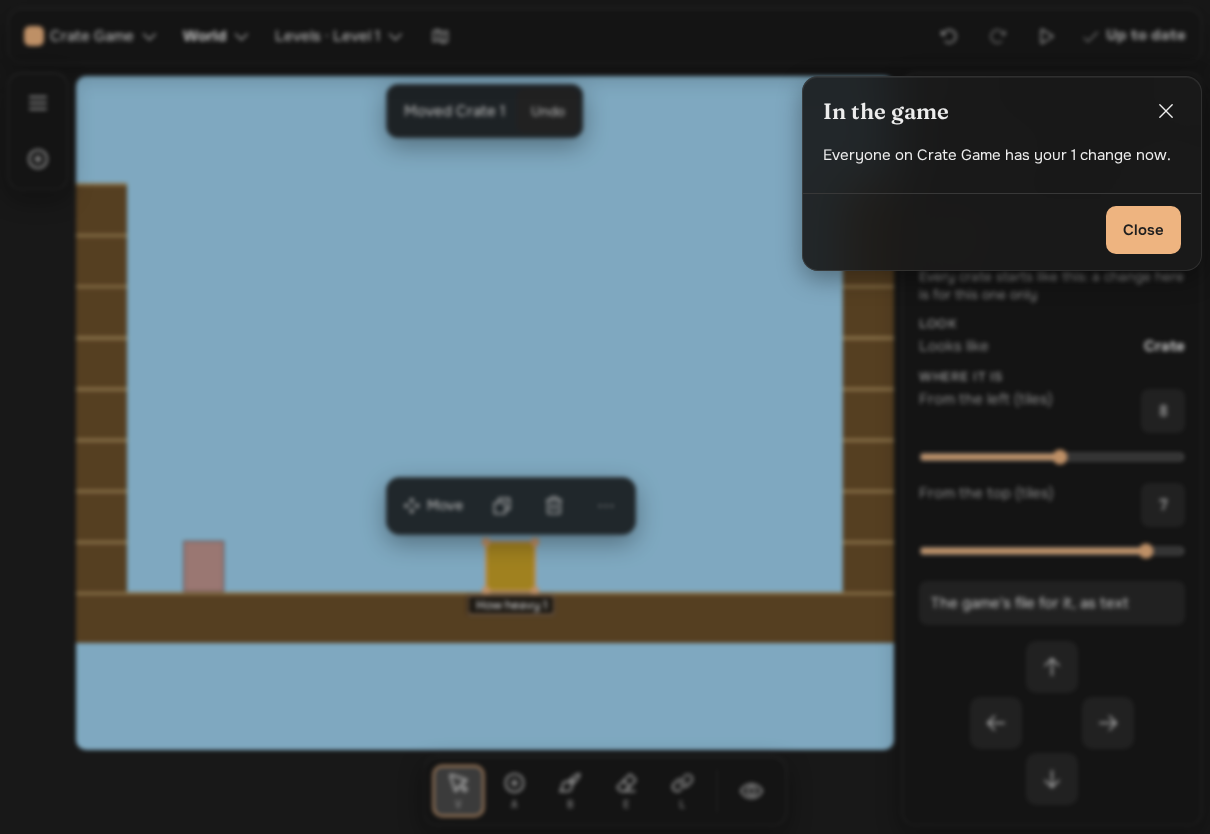 Crate Game
World
Levels · Level 1
Up to date
Moved Crate 1
Undo
In the game
Everyone on Crate Game has your 1 change now.
Close
Every crate starts like this: a change here
is for this one only
LOOK
Looks like
Crate
WHERE IT IS
From the left (tiles)
8
From the top (tiles)
7
Move
How heavy 1
The game's file for it, as text
A
B
E
L